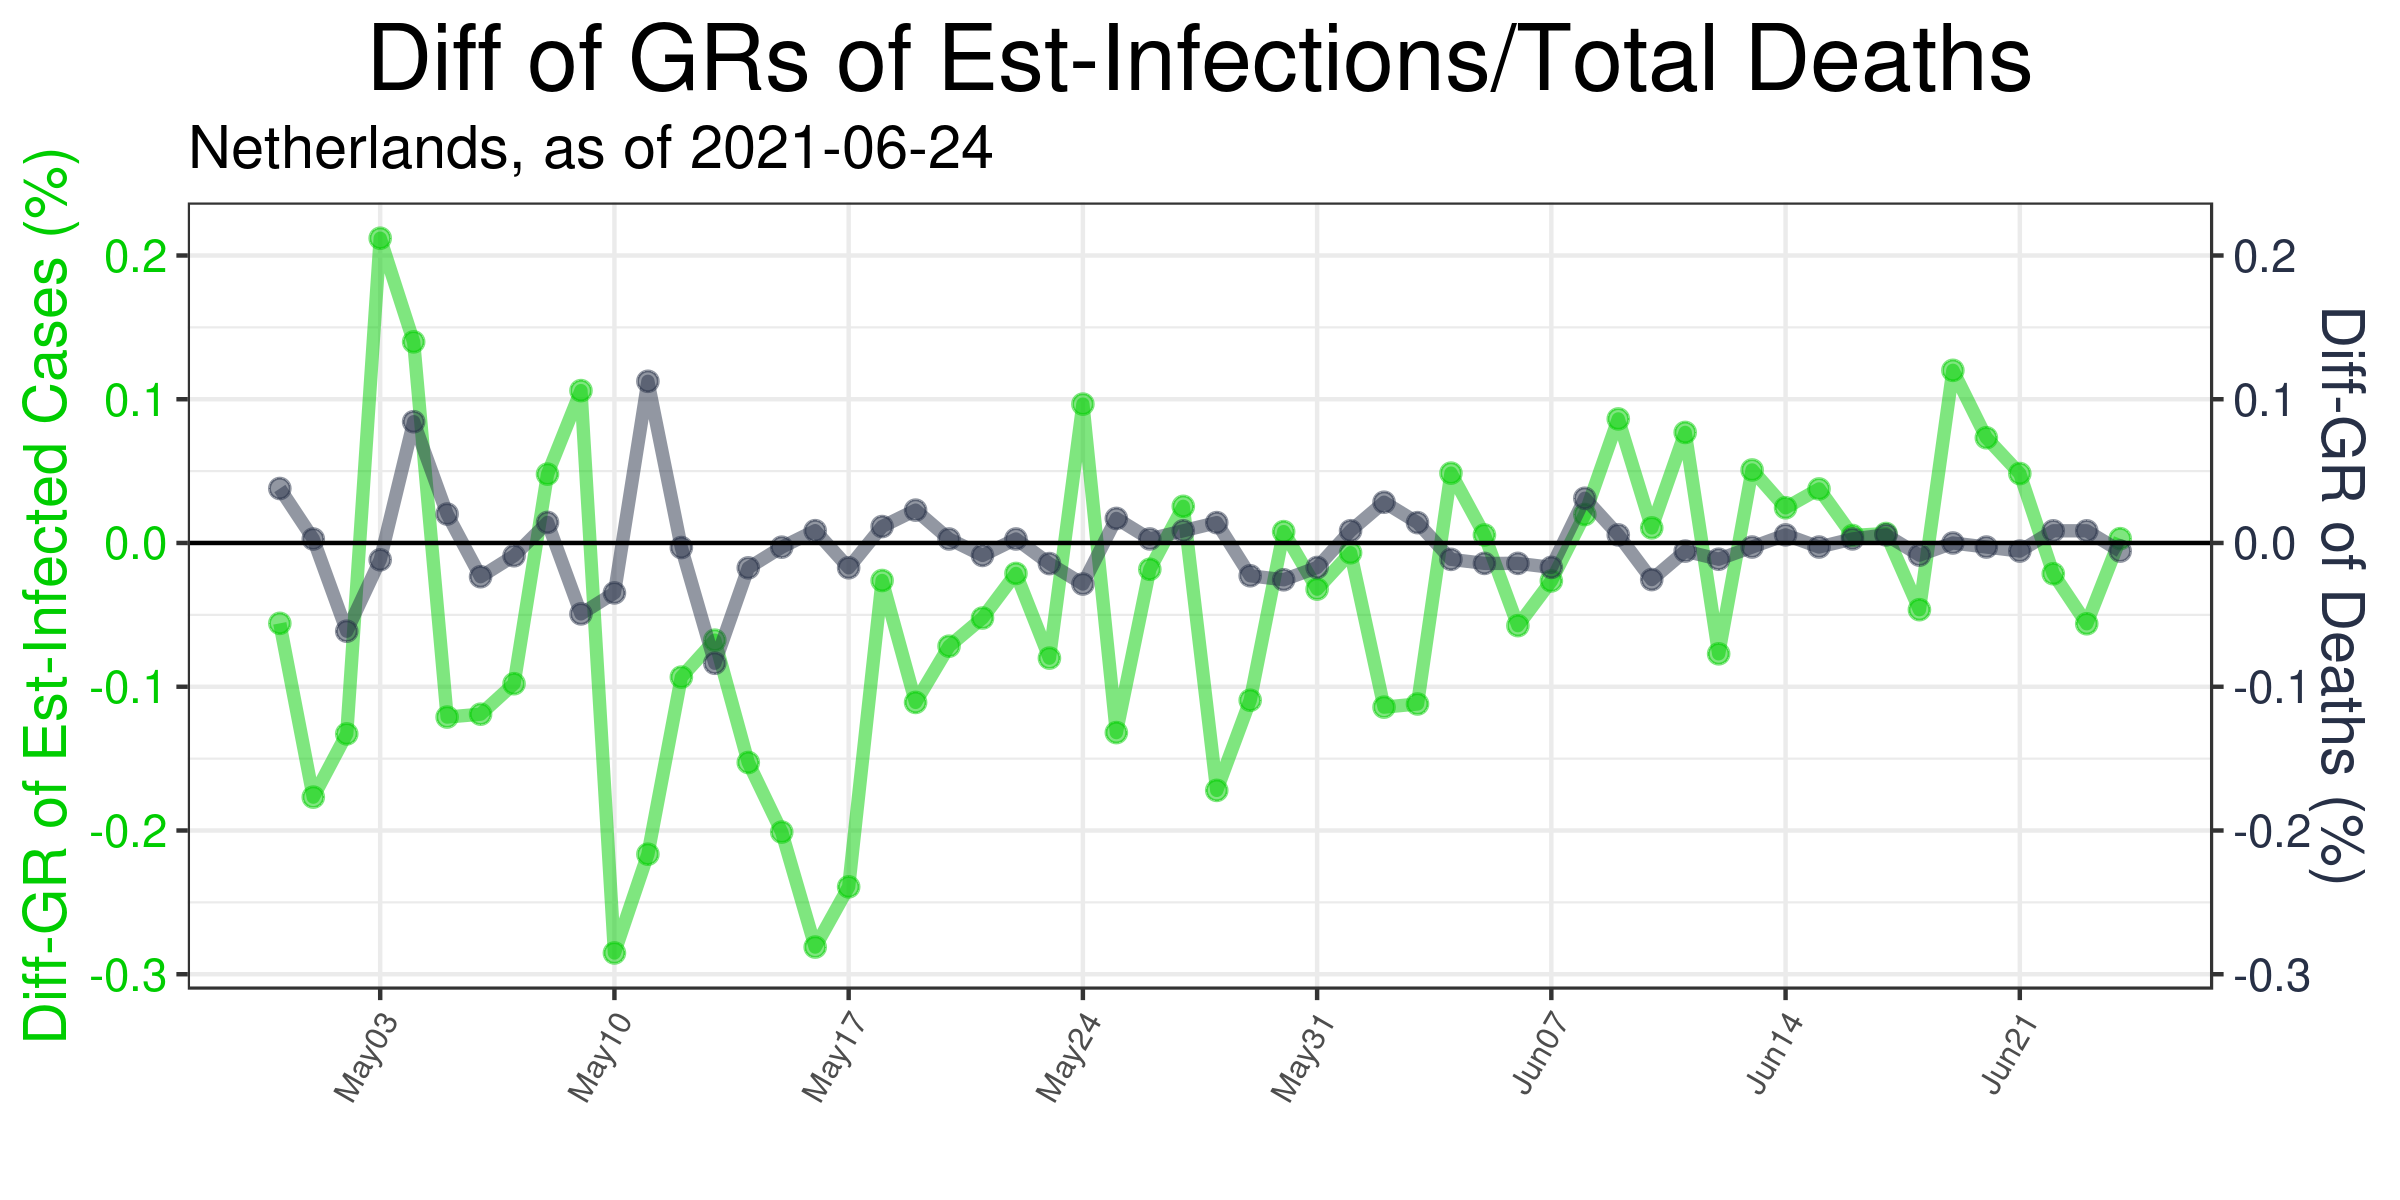 Diff of GRs of Est-Infections/Total Deaths
Netherlands, as of 2021-06-24
Diff-GR of Est-Infected Cases (%)
0.2
0.1
0.0
-0.1
-0.2
-0.3
0.2
0.1
0.0
-0.1
-0.2
-0.3
Diff-GR of Deaths (%)
May03
May10
May17
May24
May31
Jun07
Jun14
Jun21